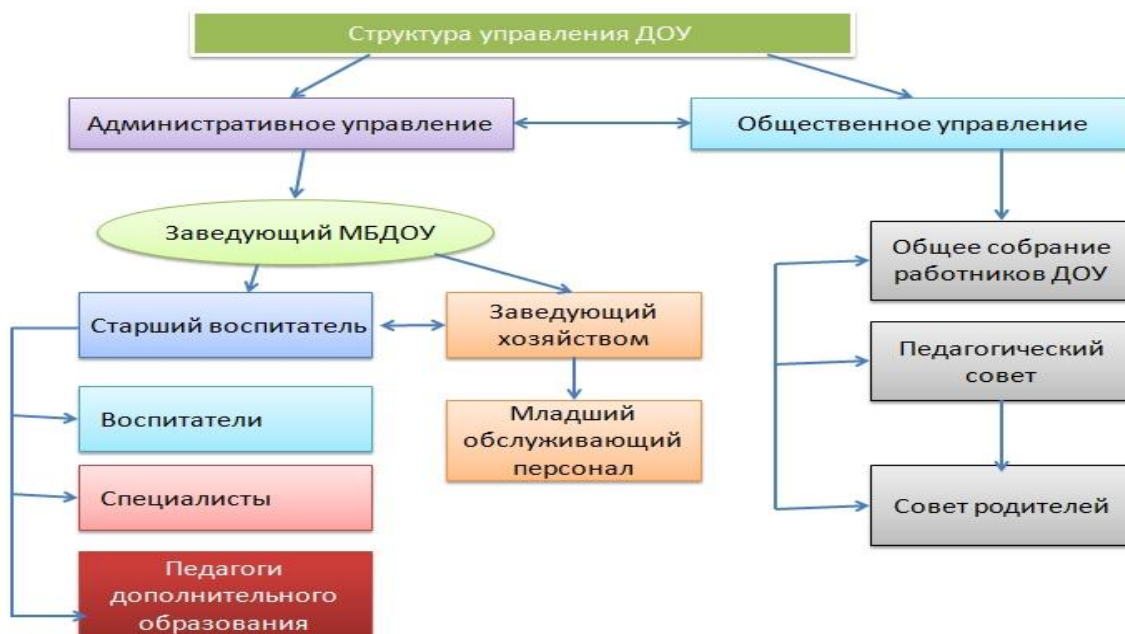 Структура управления ДОУ
Административное управление
Общественное управление
Заведующий МБДОУ
Общее собрание
работников ДОУ
Старший воспитатель
Заведующий
хозяйством
Педагогический
совет
Воспитатели
Младший
обслуживающий
персонал
Специалисты
Совет родителей
Педагоги
дополнительного
образования